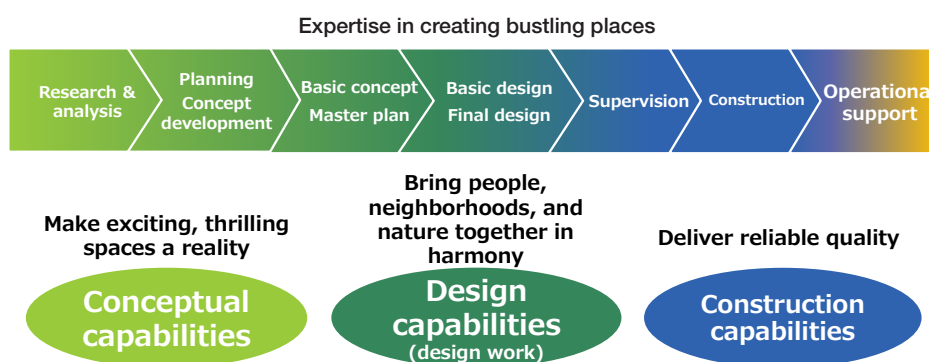 Expertise in creating bustling places
Research &
analysis
Planning
Concept
development
Basic concept
Master plan
Basic design
Final design
Supervision
Construction
Operationa
support
Make exciting, thrilling
spaces a reality
Bring people,
neighborhoods, and
nature together in
harmony
Deliver reliable quality
Conceptual
capabilities
Design
capabilities
(design work)
Construction
capabilities